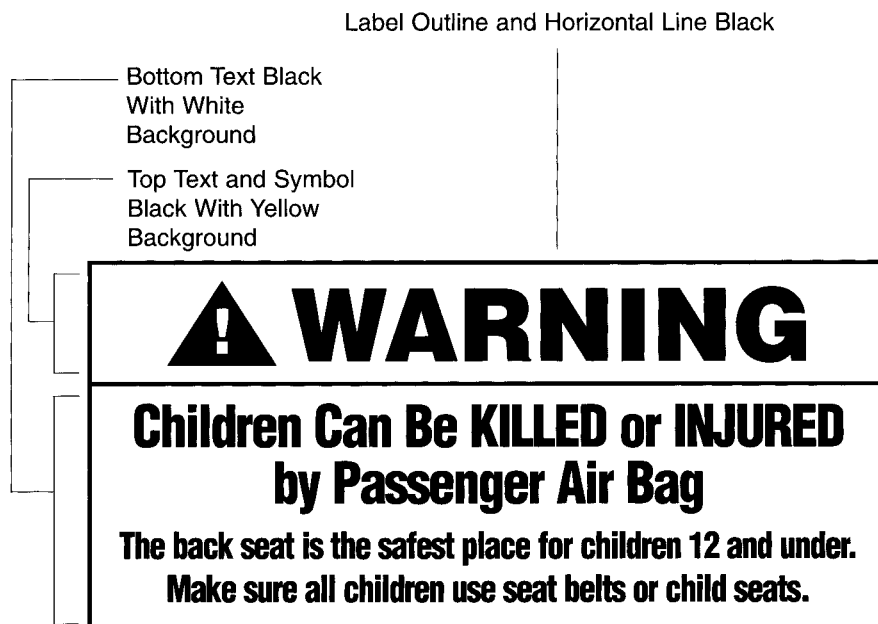 Label Outline and Horizontal Line Black
Bottom Text Black
With White
Background
Top Text and Symbol
Black With Yellow
Background
! WARNING
Children Can Be KILLED or INJURED
by Passenger Air Bag
The back seat is the safest place for children 12 and under.
Make sure all children use seat belts or child seats.